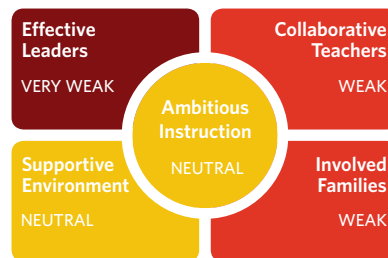 Effective
Leaders
VERY WEAK
Collaborative
Teachers
WEAK
Ambitious
Instruction
NEUTRAL
Supportive
Environment
NEUTRAL
Involved
Families
WEAK